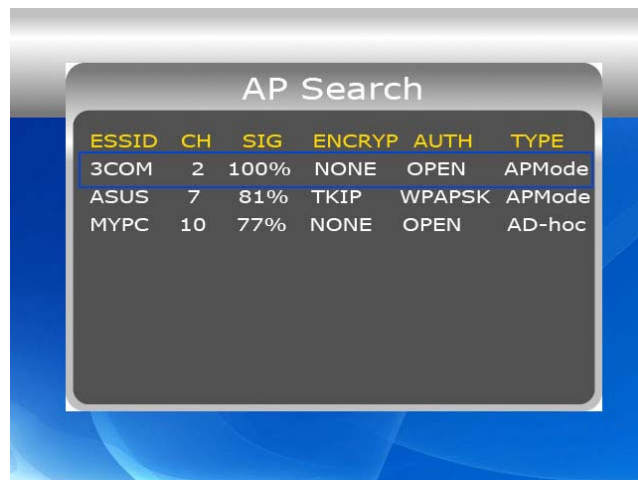 AP Search
ESSID CH SIG ENCRYP AUTH TYPE
3COM 2 100% NONE OPEN APMode
ASUS 7 81% TKIP WPAPSK APMode
MYPC 10 77% NONE OPEN AD-hoc